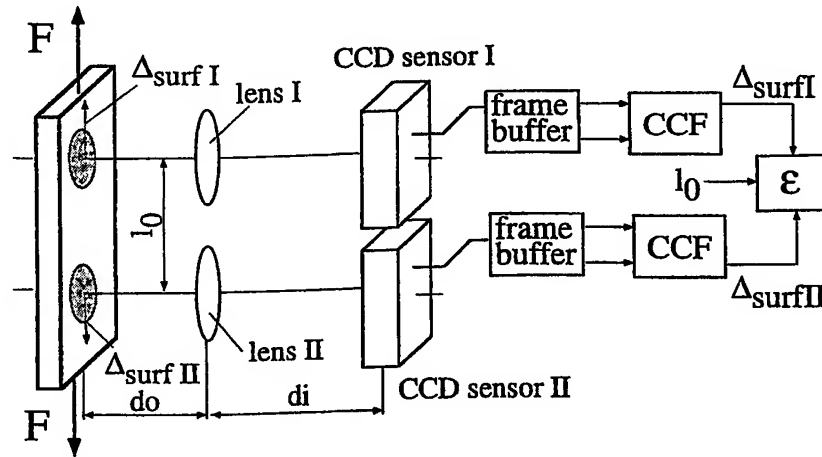 F
Δsurf I
lens I
CCD sensor I
frame
buffer
CCF
ΔsurfI
l0
l0
ε
frame
buffer
CCF
ΔsurfII
lens II
Δsurf II
CCD sensor II
do
di
F